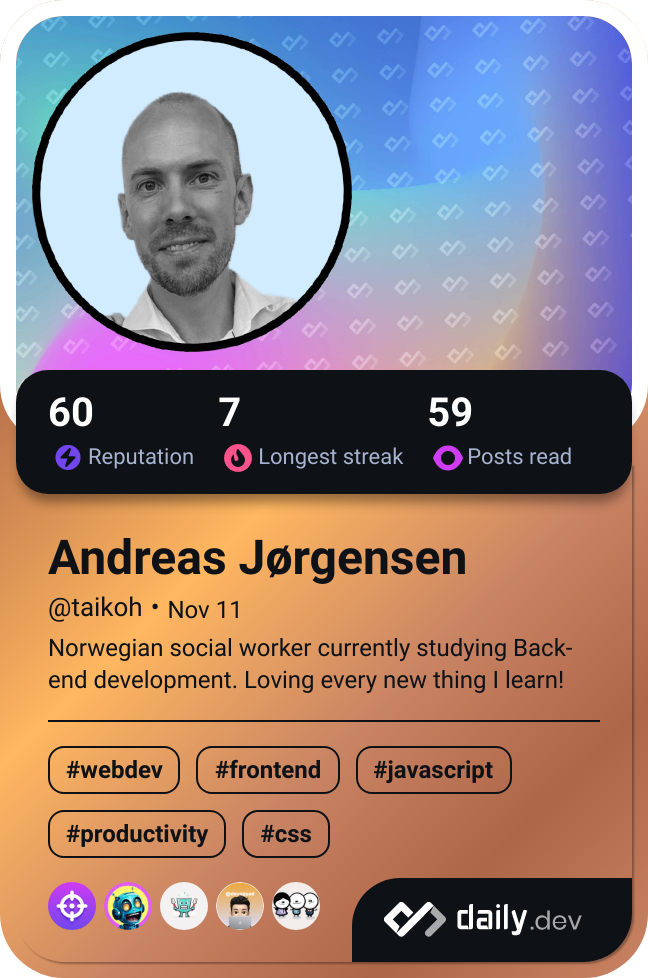 60 7 59
Reputation Longest streak Posts read
Andreas Jørgensen
@taikoh • Nov 11
Norwegian social worker currently studying Back-
end development. Loving every new thing I learn!
#webdev #frontend #javascript
#productivity #css
daily.dev